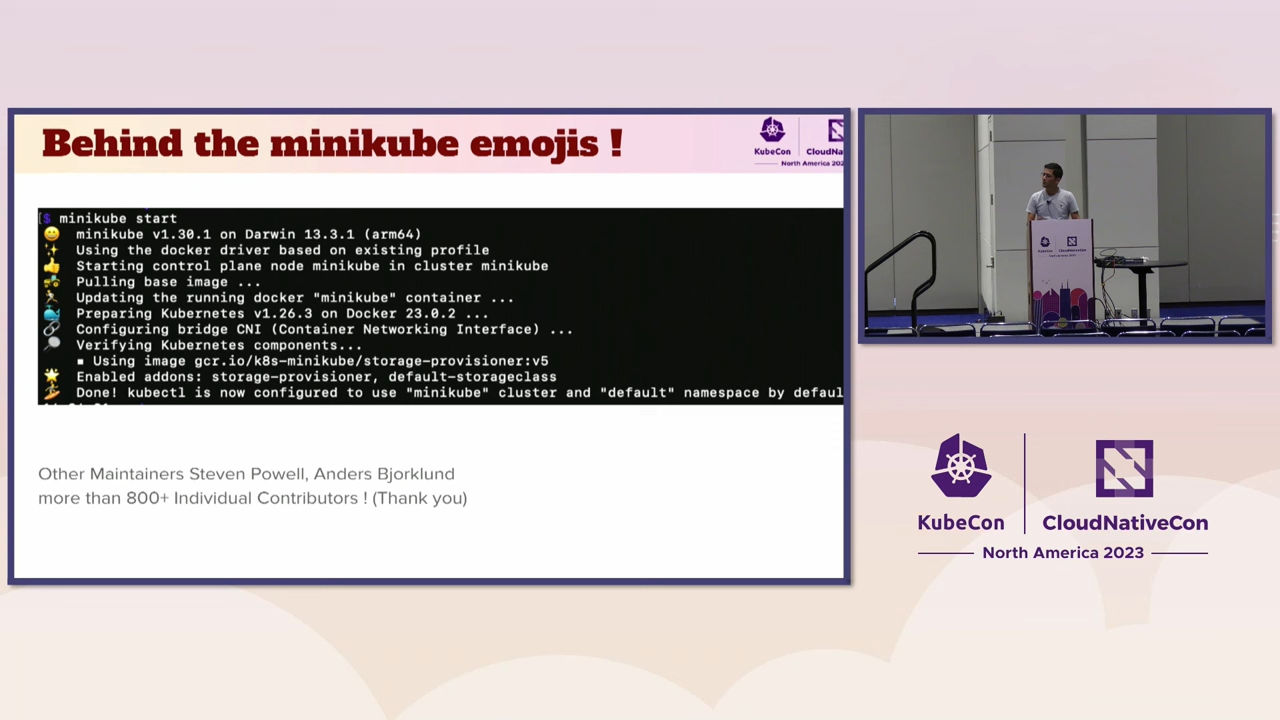 Behind the minikube emojis !
KubeCon
North America 202
[$ minikube start
minikube v1.30.1 on Darwin 13.3.1 (arm64)
Using the docker driver based on existing profile
Starting control plane node minikube in cluster minikube
Pulling base image ...
Updating the running docker "minikube" container ...
Preparing Kubernetes v1.26.3 on Docker 23.0.2 ...
Configuring bridge CNI (Container Networking Interface) ...
Verifying Kubernetes components...
▪ Using image gcr.io/k8s-minikube/storage-provisioner:v5
Enabled addons: storage-provisioner, default-storageclass
Done! kubectl is now configured to use "minikube" cluster and "default" namespace by defaul
Other Maintainers Steven Powell, Anders Bjorklund
more than 800+ Individual Contributors ! (Thank you)
KubeCon
CloudNativeCon
North America 2023